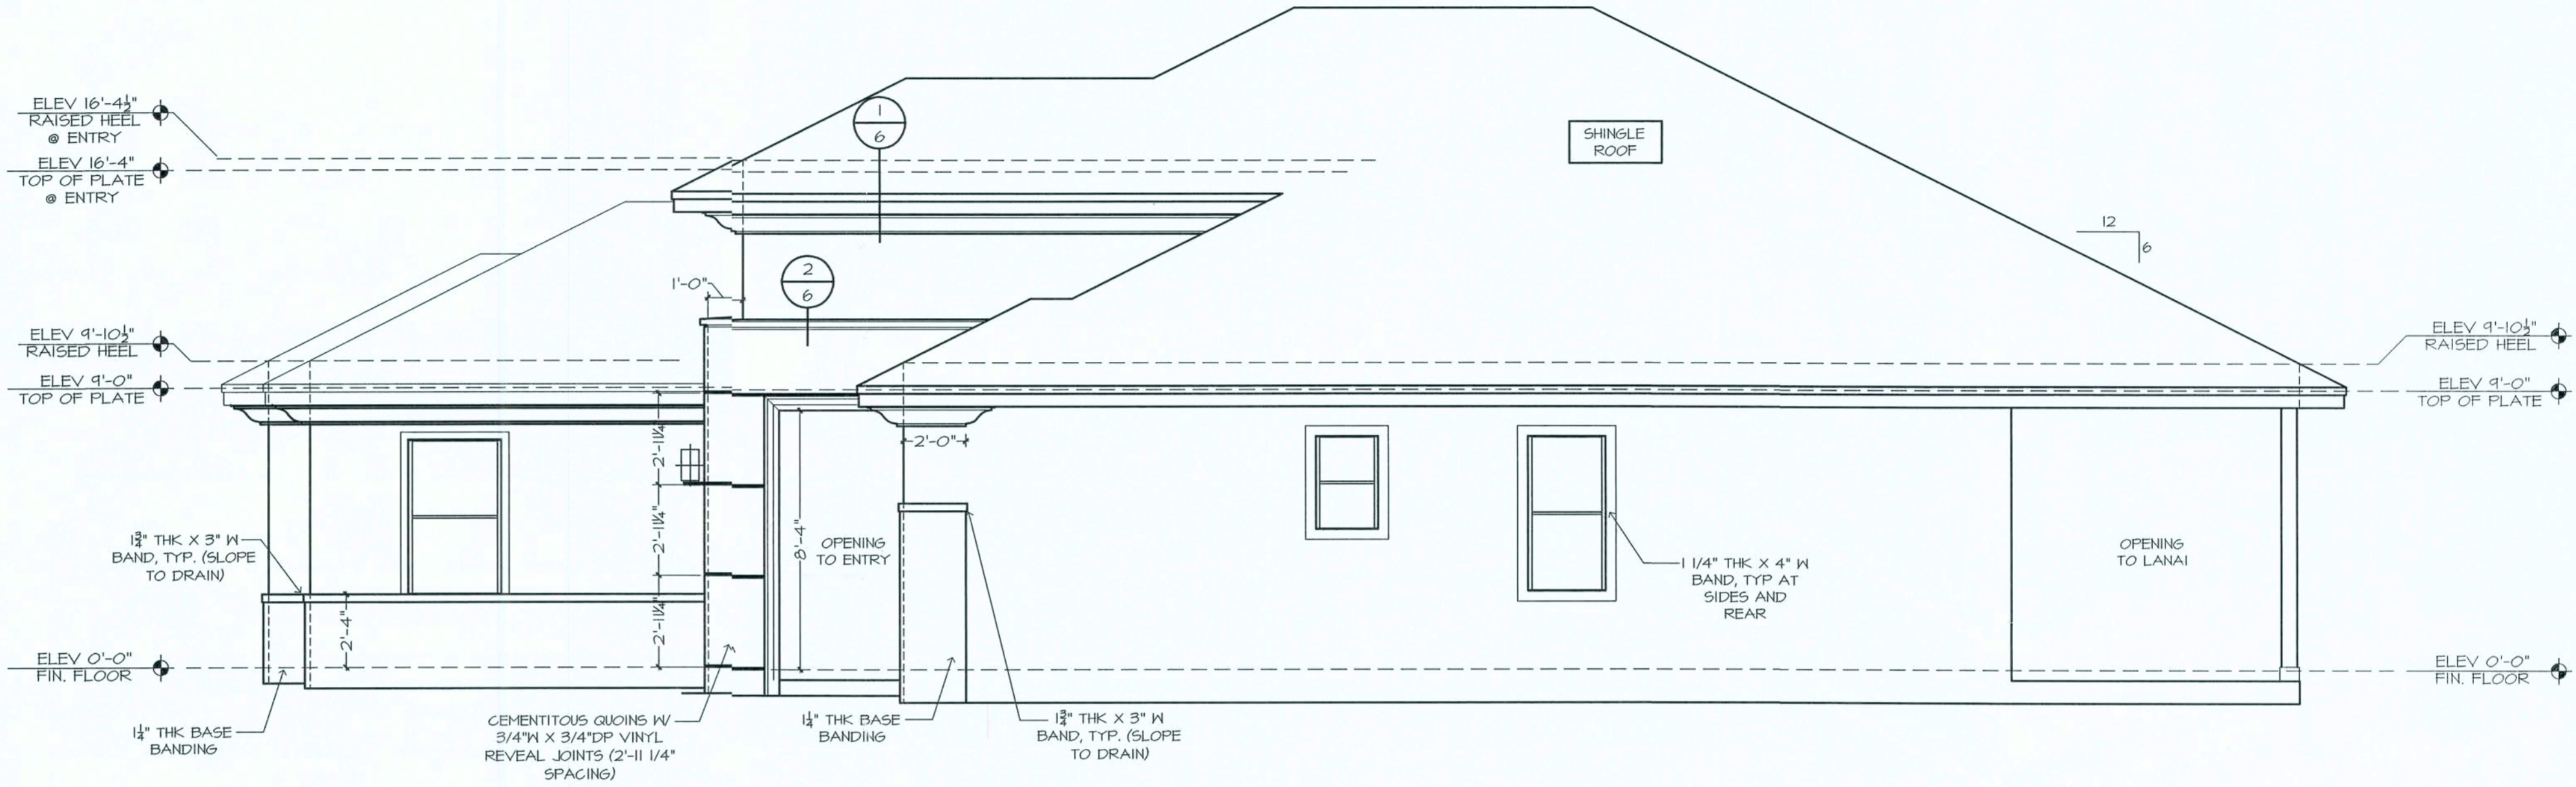 ELEV 16'-4½"
RAISED HEEL
@ ENTRY
ELEV 16'-4"
TOP OF PLATE
@ ENTRY
1
6
SHINGLE
ROOF
12
6
2
6
1'-0"
ELEV 9'-10½"
RAISED HEEL
ELEV 9'-0"
TOP OF PLATE
ELEV 9'-10½"
RAISED HEEL
ELEV 9'-0"
TOP OF PLATE
2'-11¼"
2'-11¼"
2'-11¼"
2'-0"
8'-4"
OPENING
TO ENTRY
1¾" THK X 3" W
BAND, TYP. (SLOPE
TO DRAIN)
2'-4"
1 1/4" THK X 4" W
BAND, TYP AT
SIDES AND
REAR
OPENING
TO LANAI
ELEV 0'-0"
FIN. FLOOR
ELEV 0'-0"
FIN. FLOOR
1¼" THK BASE
BANDING
CEMENTITOUS QUOINS W/
3/4"W X 3/4"DP VINYL
REVEAL JOINTS (2'-11 1/4"
SPACING)
1¼" THK BASE
BANDING
1¾" THK X 3" W
BAND, TYP. (SLOPE
TO DRAIN)